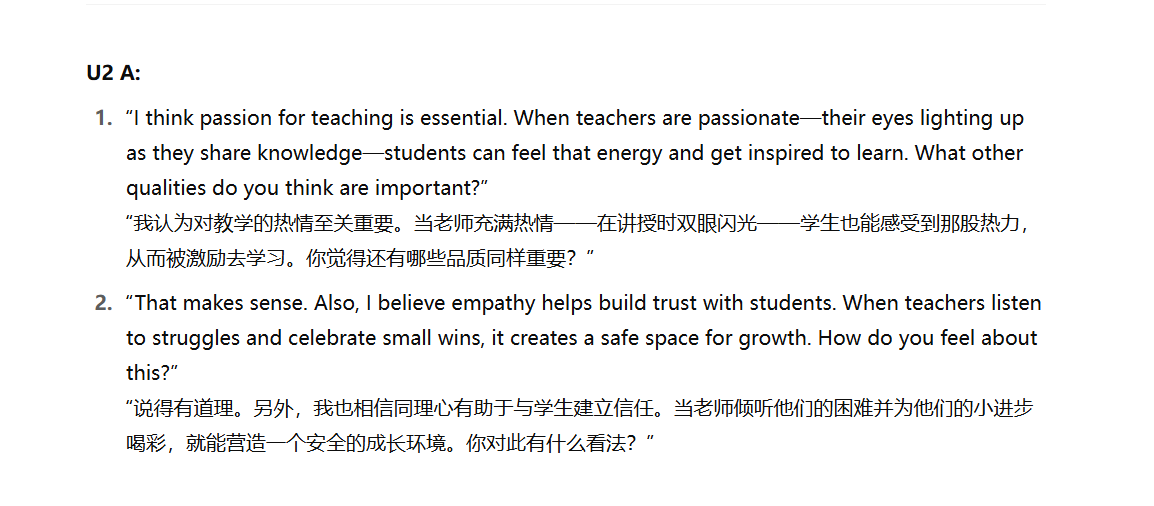 U2 A:
1. “I think passion for teaching is essential. When teachers are passionate—their eyes lighting up
as they share knowledge—students can feel that energy and get inspired to learn. What other
qualities do you think are important?”
“我认为对教学的热情至关重要。当老师充满热情——在讲授时双眼闪光——学生也能感受到那股热力，
从而被激励去学习。你觉得还有哪些品质同样重要？”
2. “That makes sense. Also, I believe empathy helps build trust with students. When teachers listen
to struggles and celebrate small wins, it creates a safe space for growth. How do you feel about
this?”
“说得有道理。另外，我也相信同理心有助于与学生建立信任。当老师倾听他们的困难并为他们的小进步
喝彩，就能营造一个安全的成长环境。你对此有什么看法？”